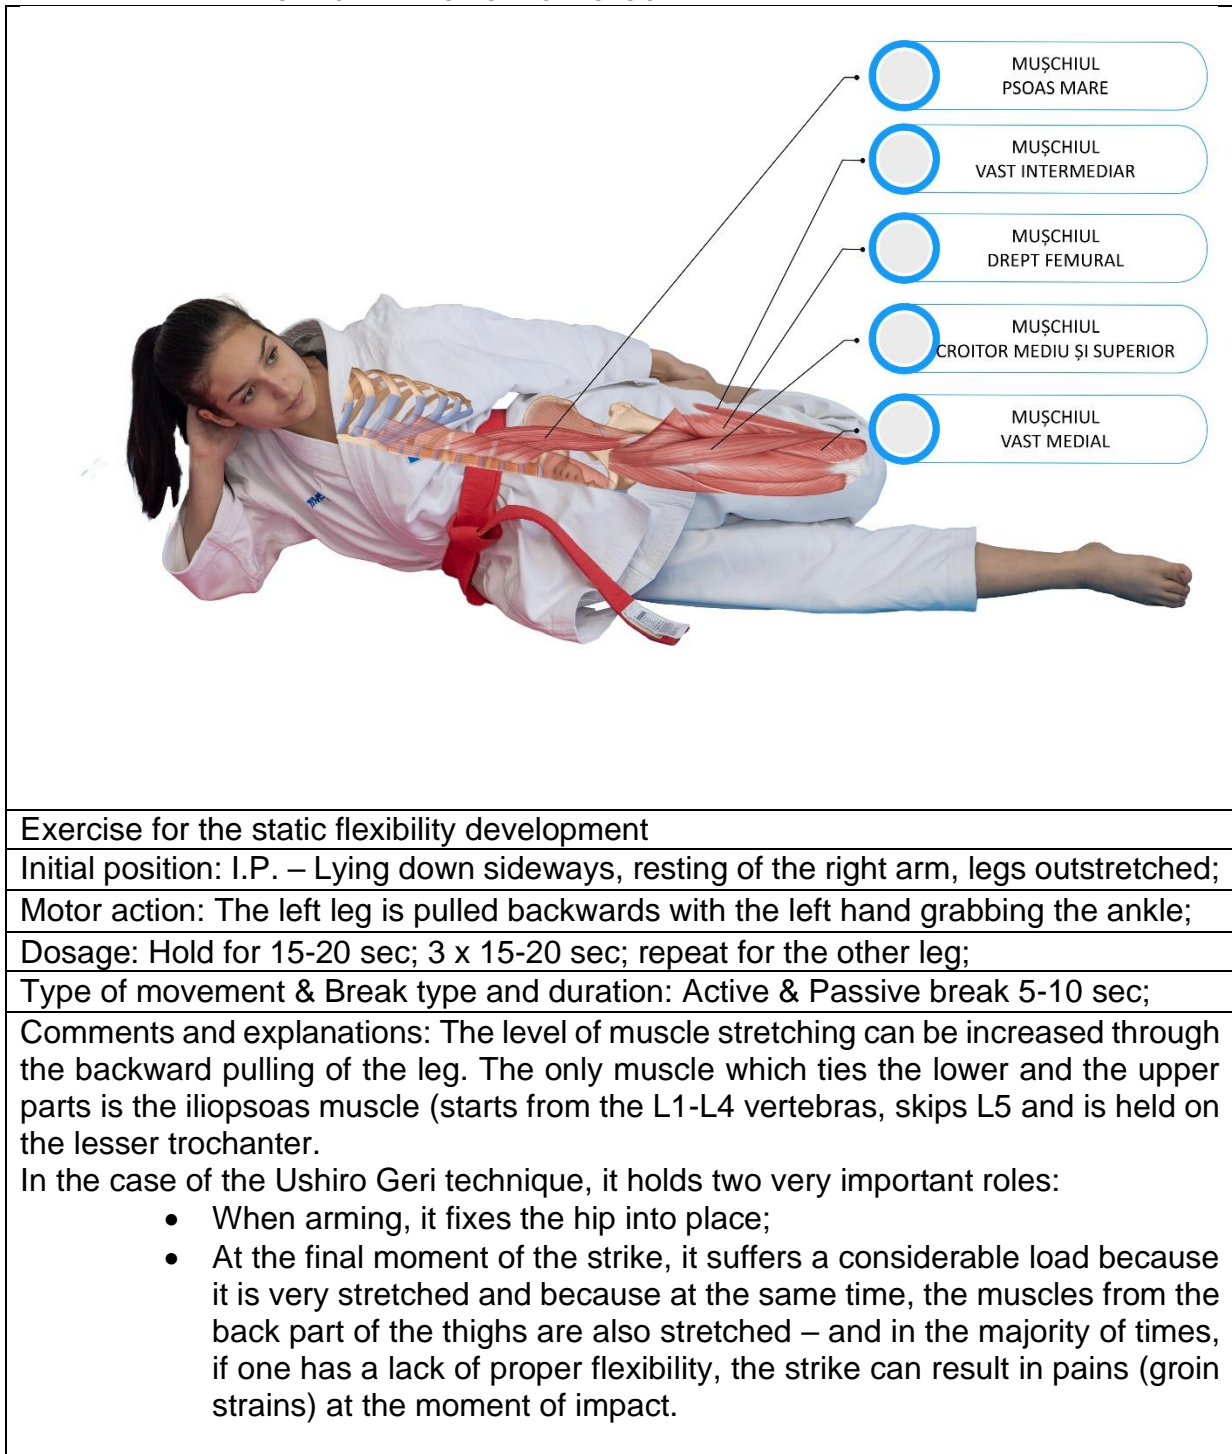 MUȘCHIUL
PSOAS MARE
MUȘCHIUL
VAST INTERMEDIAR
MUȘCHIUL
DREPT FEMURAL
MUȘCHIUL
CROITOR MEDIU ȘI SUPERIOR
MUȘCHIUL
VAST MEDIAL
Exercise for the static flexibility development
Initial position: I.P. – Lying down sideways, resting of the right arm, legs outstretched;
Motor action: The left leg is pulled backwards with the left hand grabbing the ankle;
Dosage: Hold for 15-20 sec; 3 x 15-20 sec; repeat for the other leg;
Type of movement & Break type and duration: Active & Passive break 5-10 sec;
Comments and explanations: The level of muscle stretching can be increased through
the backward pulling of the leg. The only muscle which ties the lower and the upper
parts is the iliopsoas muscle (starts from the L1-L4 vertebras, skips L5 and is held on
the lesser trochanter.
In the case of the Ushiro Geri technique, it holds two very important roles:
• When arming, it fixes the hip into place;
• At the final moment of the strike, it suffers a considerable load because
it is very stretched and because at the same time, the muscles from the
back part of the thighs are also stretched – and in the majority of times,
if one has a lack of proper flexibility, the strike can result in pains (groin
strains) at the moment of impact.